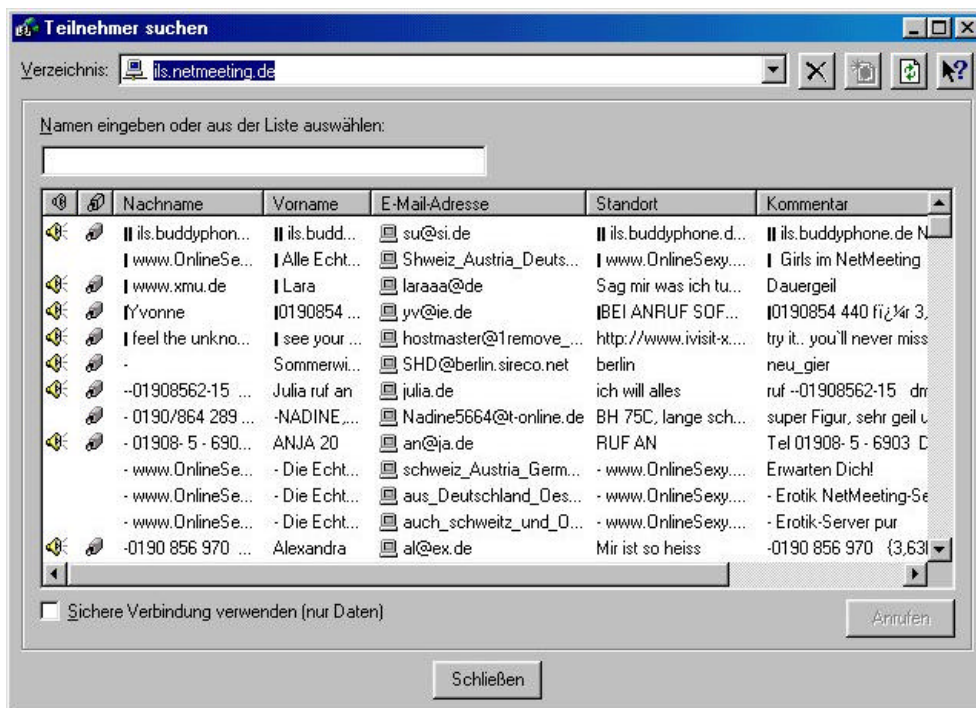 Teilnehmer suchen
Verzeichnis: ils.netmeeting.de
Namen eingeben oder aus der Liste auswählen:
Nachname Vorname E-Mail-Adresse Standort Kommentar
|| ils.buddyphon... || ils.budd... su@si.de || ils.buddyphone.d... || ils.buddyphone.de N
| www.OnlineSe... | Alle Echt... Shweiz_Austria_Deuts... | www.OnlineSexy.... | Girls im NetMeeting
| www.xmu.de | Lara laraaa@de Sag mir was ich tu... Dauergeil
|Yvonne |0190854 ... yv@ie.de |BEI ANRUF SOF... |0190854 440 fï¿¼r 3,
| feel the unkno... | see your ... hostmaster@1remove_... http://www.ivisit-x.... try it.. you`ll never miss
- Sommerwi... SHD@berlin.sireco.net berlin neu_gier
--01908562-15 ... Julia ruf an julia.de ich will alles ruf --01908562-15 dm
- 0190/864 289 ... -NADINE,... Nadine5664@t-online.de BH 75C, lange sch... super Figur, sehr geil u
- 01908- 5 - 690... ANJA 20 an@ja.de RUF AN Tel 01908- 5 - 6903 D
- www.OnlineSe... - Die Echt... schweiz_Austria_Germ... - www.OnlineSexy.... Erwarten Dich!
- www.OnlineSe... - Die Echt... aus_Deutschland_Oes... - www.OnlineSexy.... - Erotik NetMeeting-Se
- www.OnlineSe... - Die Echt... auch_schweitz_und_O... - www.OnlineSexy.... - Erotik-Server pur
-0190 856 970 ... Alexandra al@ex.de Mir ist so heiss -0190 856 970 {3,63
Sichere Verbindung verwenden (nur Daten)
Anrufen
Schließen